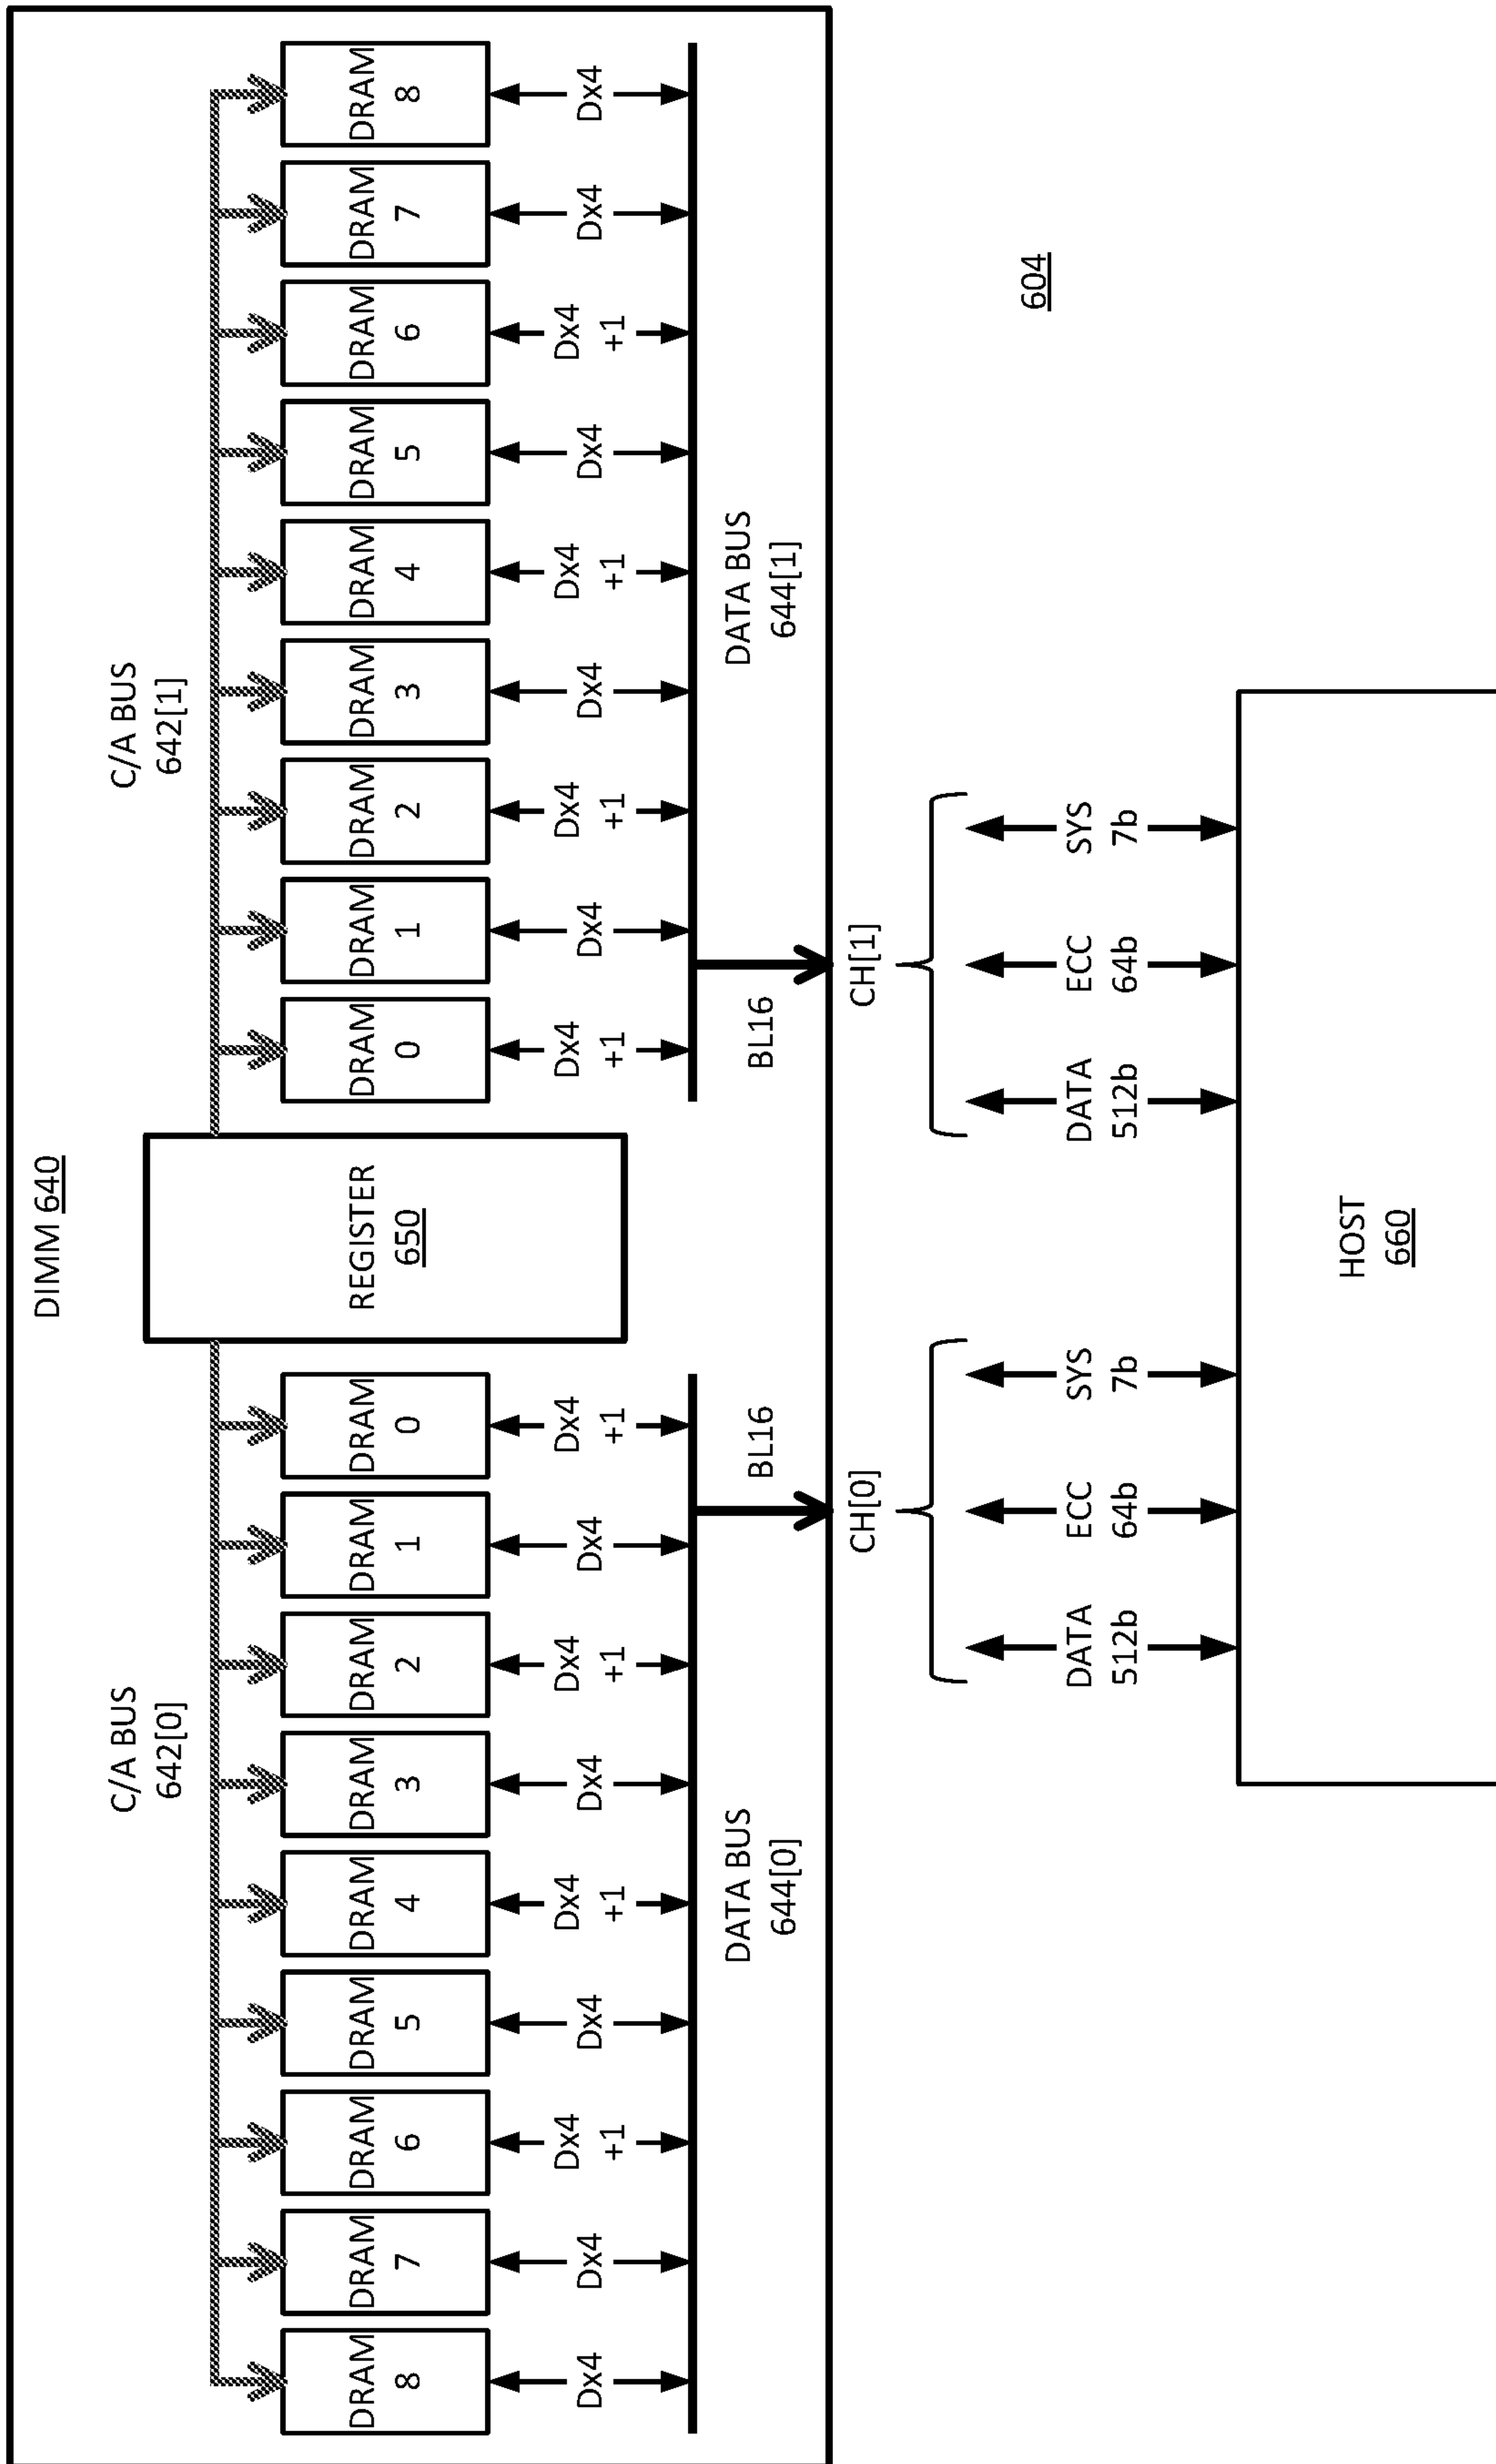 DIMM 640
C/A BUS
642[0]
C/A BUS
642[1]
DRAM
8
DRAM
7
DRAM
6
DRAM
5
DRAM
4
DRAM
3
DRAM
2
DRAM
1
DRAM
0
REGISTER
650
DRAM
0
DRAM
1
DRAM
2
DRAM
3
DRAM
4
DRAM
5
DRAM
6
DRAM
7
DRAM
8
Dx4
Dx4
Dx4
+1
Dx4
Dx4
+1
Dx4
Dx4
+1
Dx4
Dx4
+1
Dx4
+1
Dx4
Dx4
+1
Dx4
Dx4
+1
Dx4
Dx4
+1
Dx4
Dx4
DATA BUS
644[0]
BL16
BL16
DATA BUS
644[1]
CH[0]
CH[1]
DATA
512b
ECC
64b
SYS
7b
DATA
512b
ECC
64b
SYS
7b
HOST
660
604